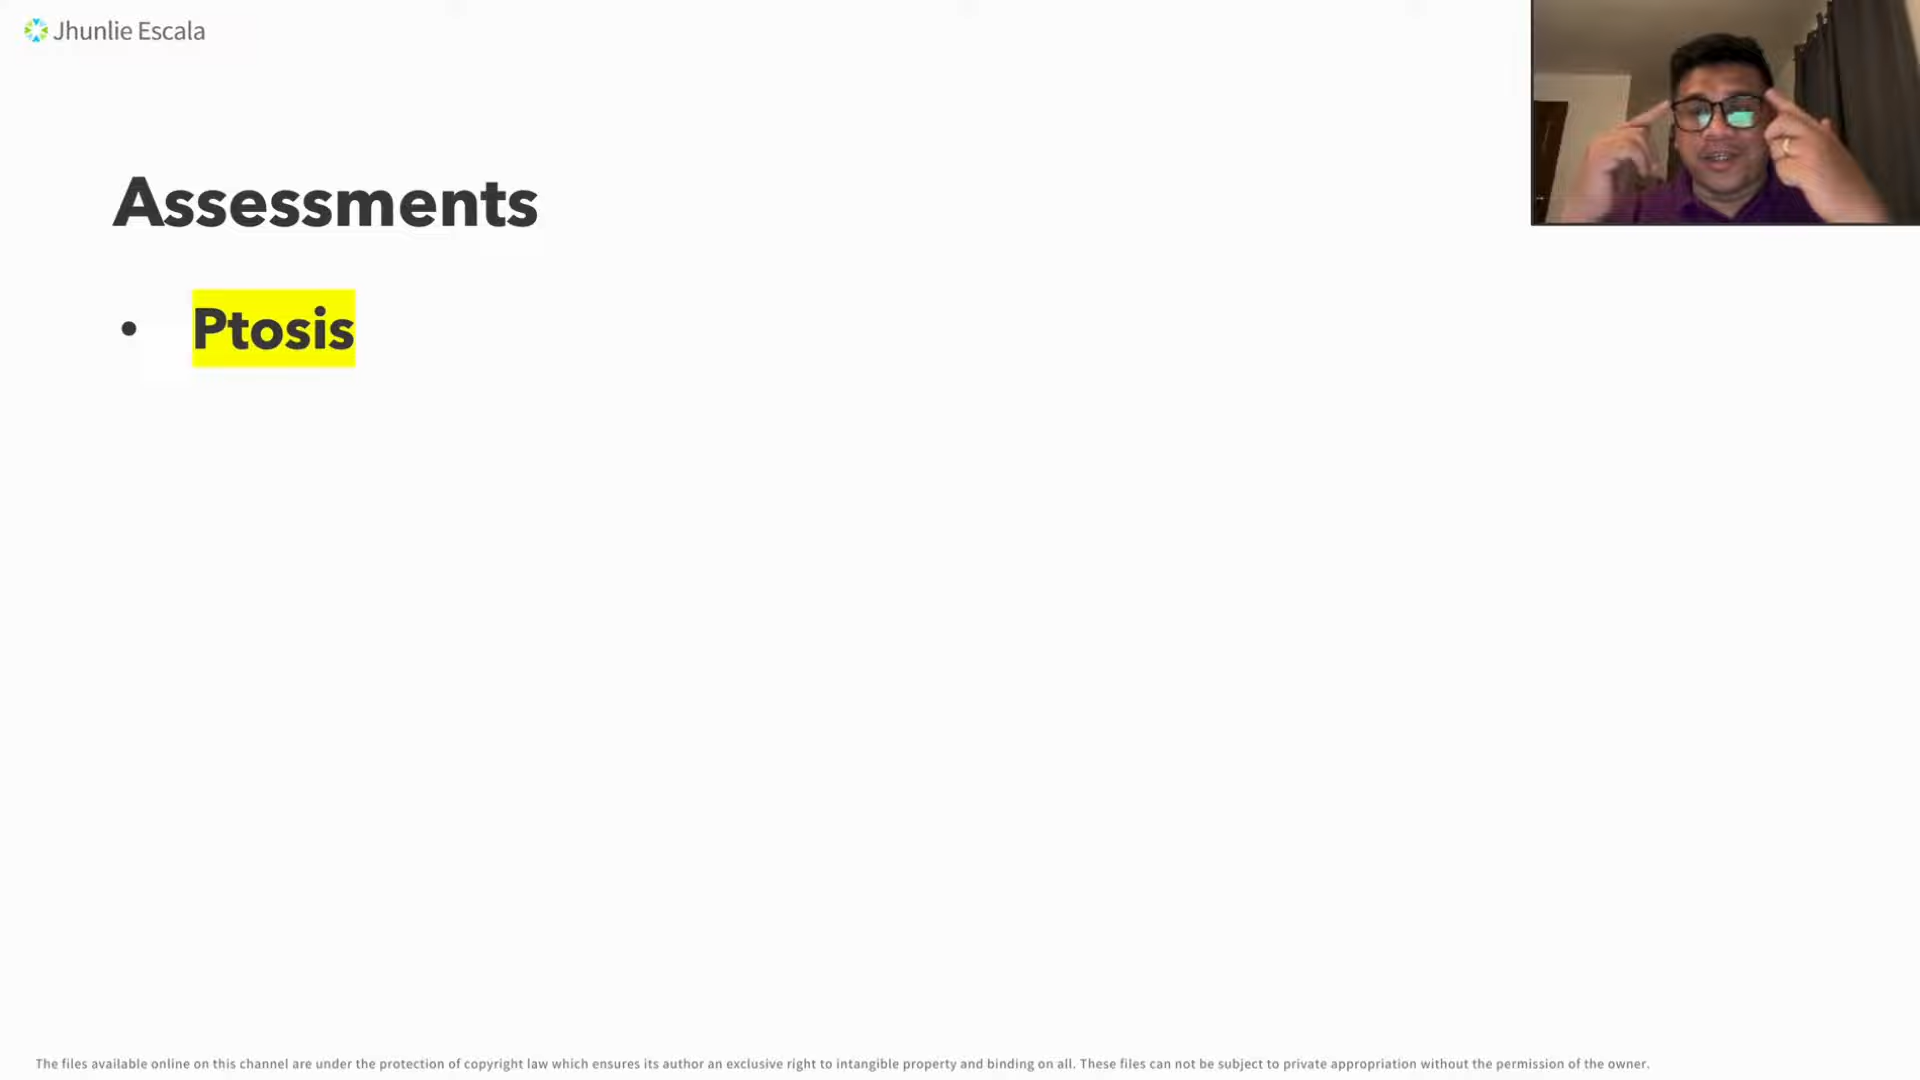 Jhunlie Escala
Assessments
• Ptosis
The files available online on this channel are under the protection of copyright law which ensures its author an exclusive right to intangible property and binding on all. These files can not be subject to private appropriation without the permission of the owner.